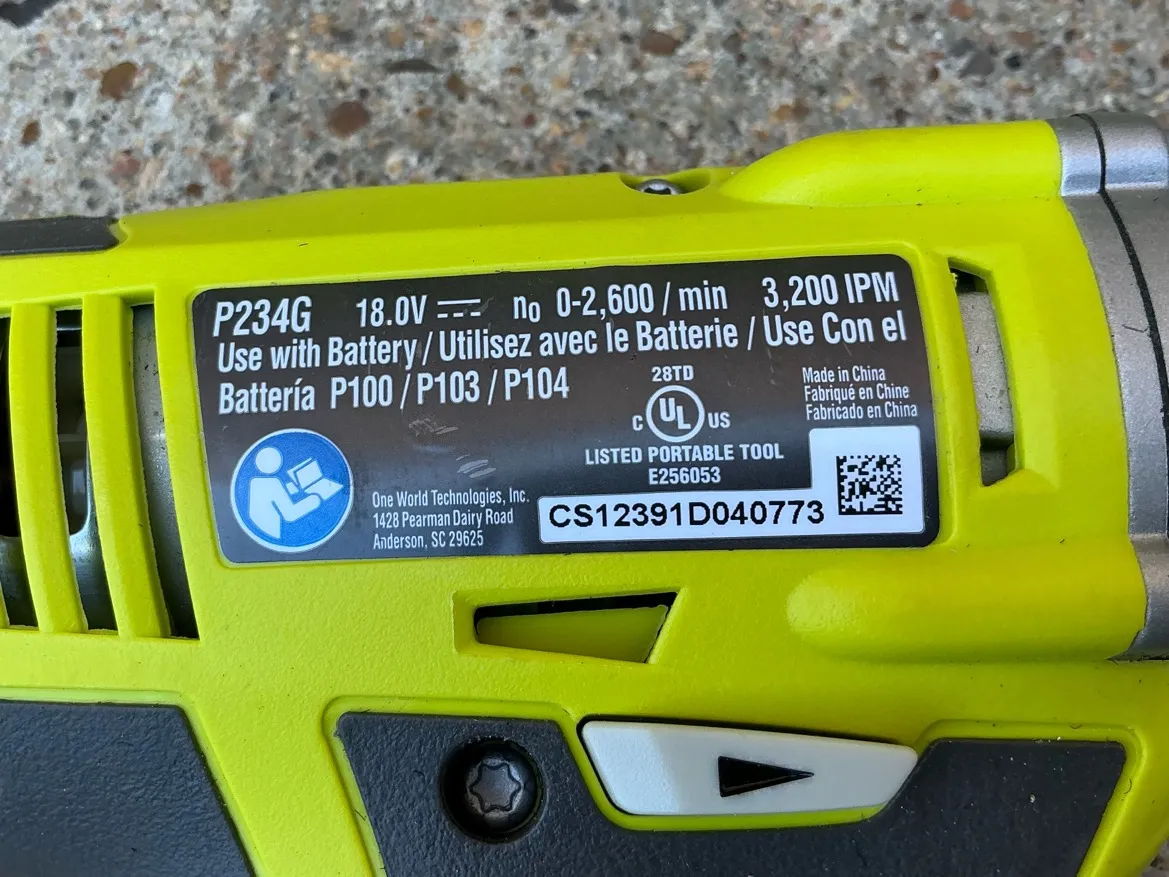 P234G 18.0V n₀ 0-2,600 / min 3,200 IPM
Use with Battery / Utilisez avec le Batterie / Use Con el
Batterίa P100 / P103 / P104
28TD
C UL US
LISTED PORTABLE TOOL
E256053
Made in China
Fabriqué en Chine
Fabricado en China
One World Technologies, Inc.
1428 Pearman Dairy Road
Anderson, SC 29625
CS12391D040773